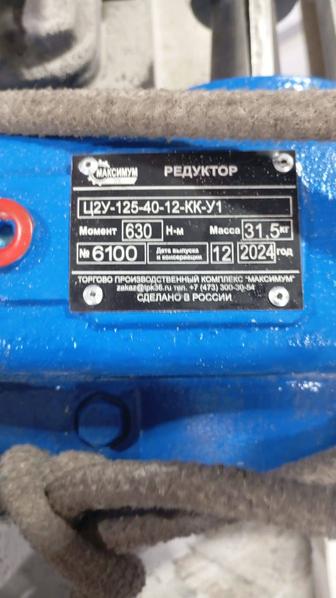 МАКСИМУМ
РЕДУКТОР
Ц2У-125-40-12-КК-У1
Момент 630 Н-м Масса 31.5 кг
№ 6100 Дата выпуска и консервации 12 2024 год
ТОРГОВО ПРОИЗВОДСТВЕННЫЙ КОМПЛЕКС "МАКСИМУМ"
zakaz@tpk36.ru тел. +7 (473) 300-30-54
СДЕЛАНО В РОССИИ